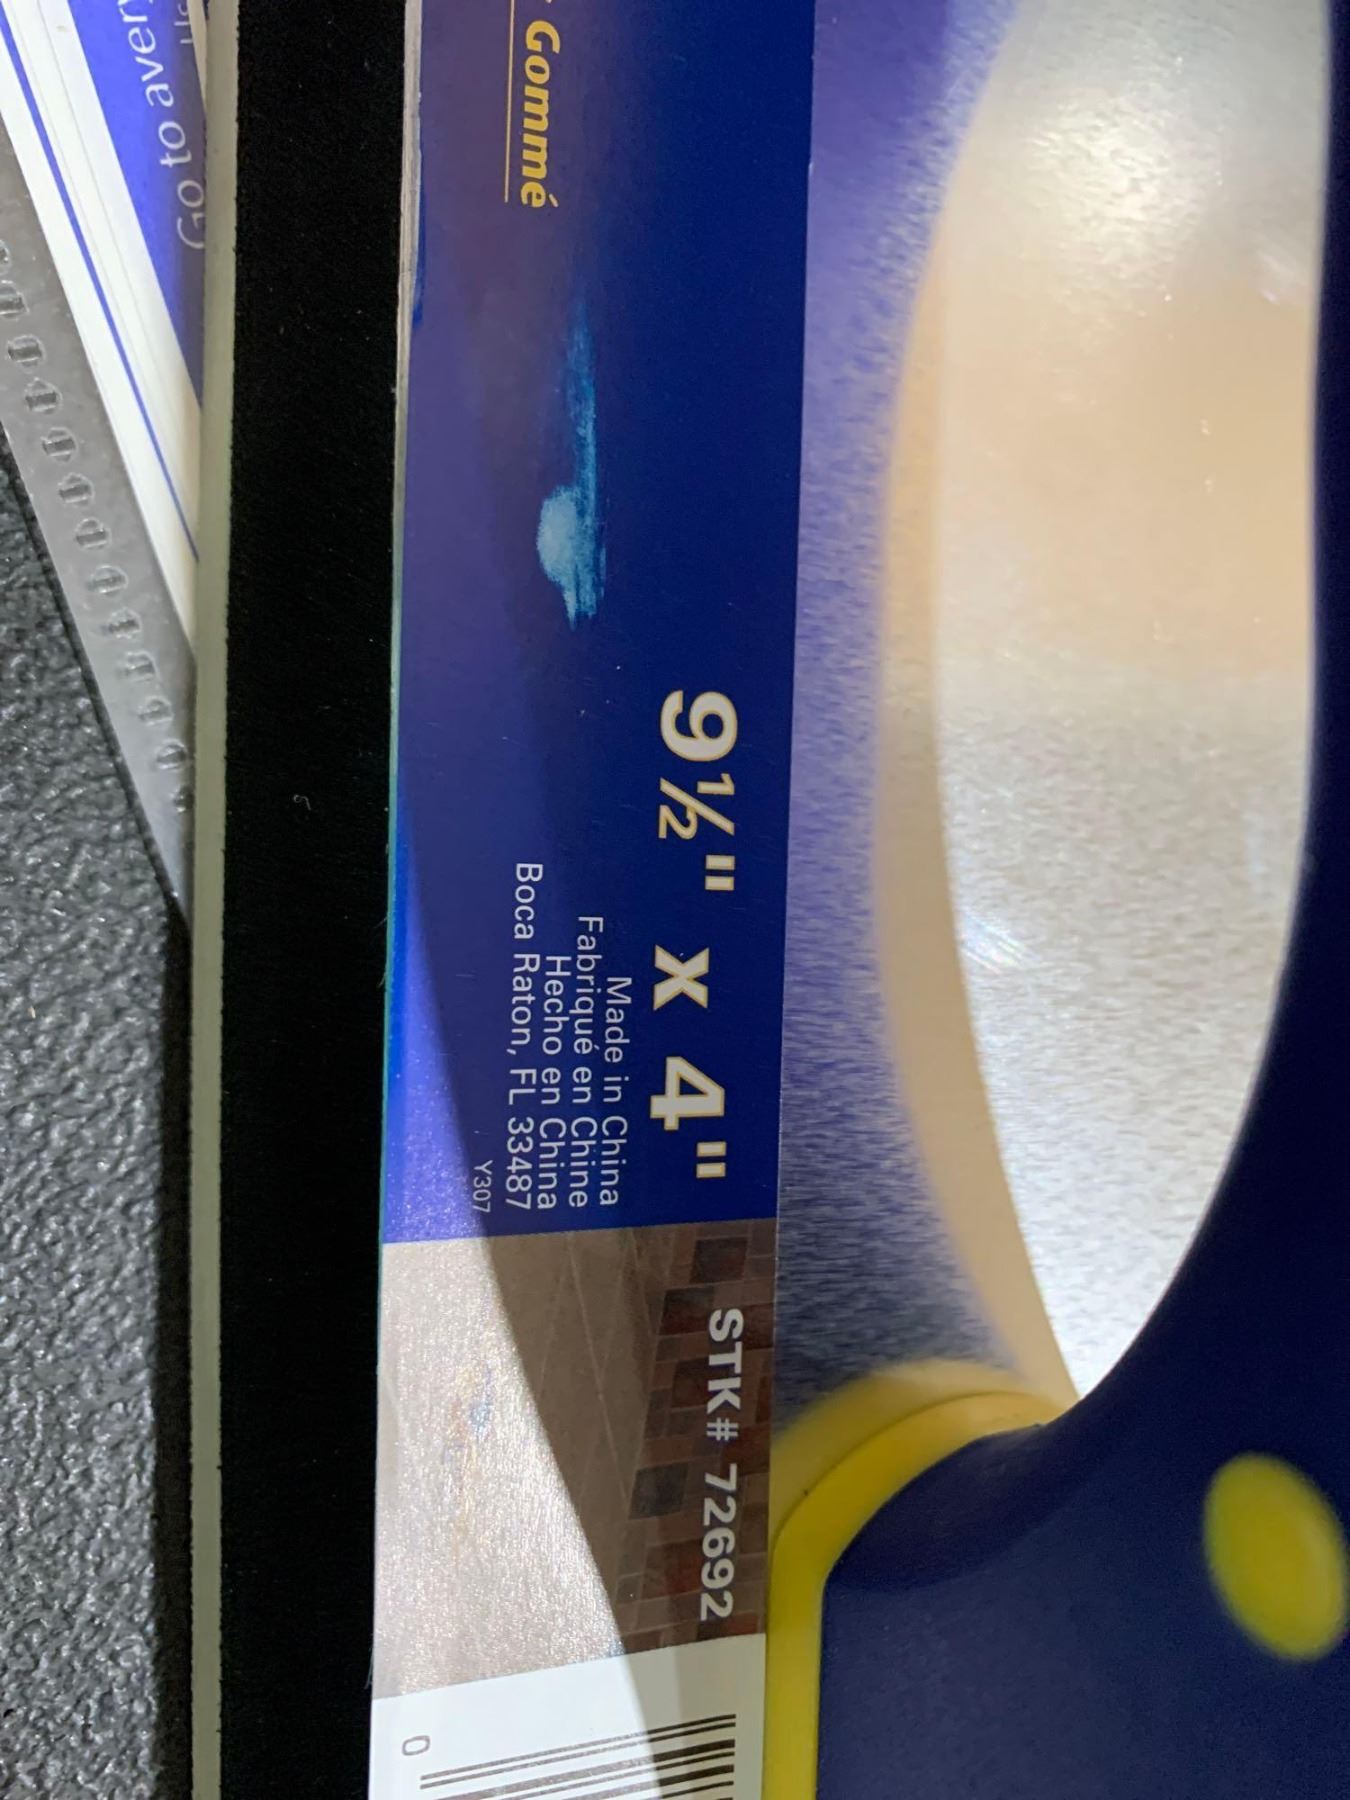 Go to avery
Gommé
9½" x 4"
Made in China
Fabriqué en Chine
Hecho en China
Boca Raton, FL 33487
Y307
STK# 72692
0